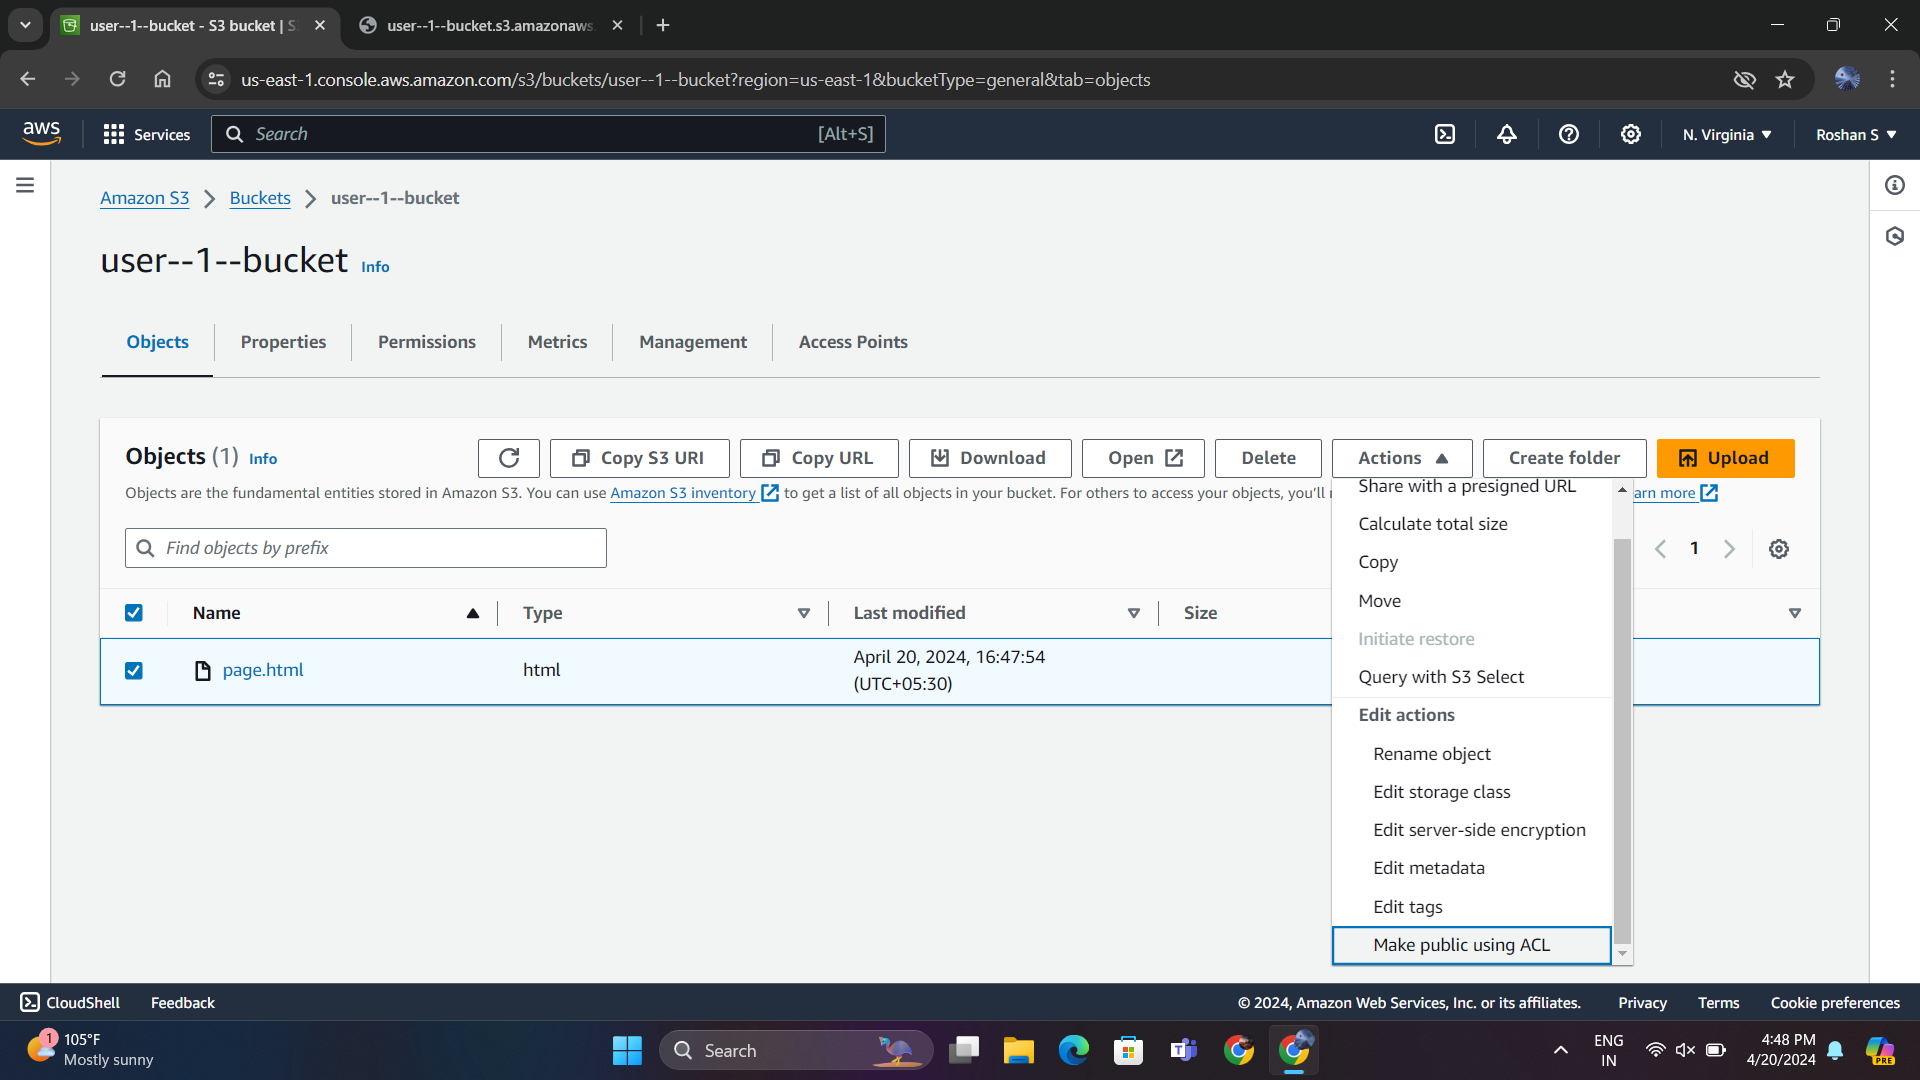 user--1--bucket - S3 bucket | S
user--1--bucket.s3.amazonaws.
us-east-1.console.aws.amazon.com/s3/buckets/user--1--bucket?region=us-east-1&bucketType=general&tab=objects
aws
Services
Search
[Alt+S]
N. Virginia
Roshan S
Amazon S3
Buckets
user--1--bucket
user--1--bucket
Info
Objects
Properties
Permissions
Metrics
Management
Access Points
Objects (1)
Info
Copy S3 URI
Copy URL
Download
Open
Delete
Actions
Create folder
Upload
Objects are the fundamental entities stored in Amazon S3. You can use Amazon S3 inventory to get a list of all objects in your bucket. For others to access your objects, you'll
arn more
Find objects by prefix
1
Name
Type
Last modified
Size
page.html
html
April 20, 2024, 16:47:54
(UTC+05:30)
Share with a presigned URL
Calculate total size
Copy
Move
Initiate restore
Query with S3 Select
Edit actions
Rename object
Edit storage class
Edit server-side encryption
Edit metadata
Edit tags
Make public using ACL
CloudShell
Feedback
© 2024, Amazon Web Services, Inc. or its affiliates.
Privacy
Terms
Cookie preferences
1
105°F
Mostly sunny
Search
ENG
IN
4:48 PM
4/20/2024
PRE